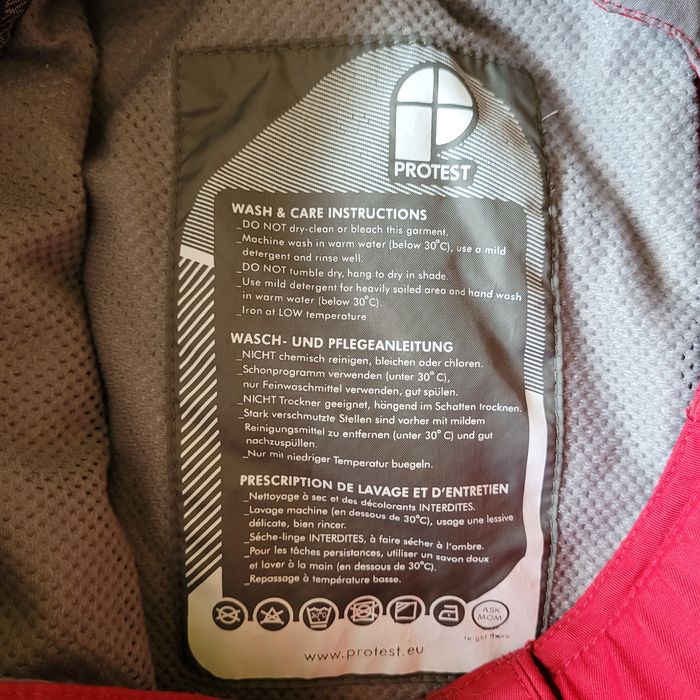 PROTEST
WASH & CARE INSTRUCTIONS
_DO NOT dry-clean or bleach this garment.
_Machine wash in warm water (below 30°C), use a mild
detergent and rinse well.
_DO NOT tumble dry, hang to dry in shade.
_Use mild detergent for heavily soiled area and hand wash
in warm water (below 30°C).
_Iron at LOW temperature
WASCH- UND PFLEGEANLEITUNG
_NICHT chemisch reinigen, bleichen oder chloren.
_Schonprogramm verwenden (unter 30°C),
nur Feinwaschmittel verwenden, gut spülen.
_NICHT Trockner geeignet, hängend im Schatten trocknen.
_Stark verschmutzte Stellen sind vorher mit mildem
Reinigungsmittel zu entfernen (unter 30°C) und gut
nachzuspüllen.
_Nur mit niedriger Temperatur buegeln.
PRESCRIPTION DE LAVAGE ET D'ENTRETIEN
_Nettoyage à sec et des décolorants INTERDITES.
_Lavage machine (en dessous de 30°C), usage une lessive
délicate, bien rincer.
_Séche-linge INTERDITES, à faire sécher à l'ombre.
_Pour les tâches persistances, utiliser un savon doux
et laver à la main (en dessous de 30°C).
_Repassage à température basse.
ASK
MOM
www.protest.eu